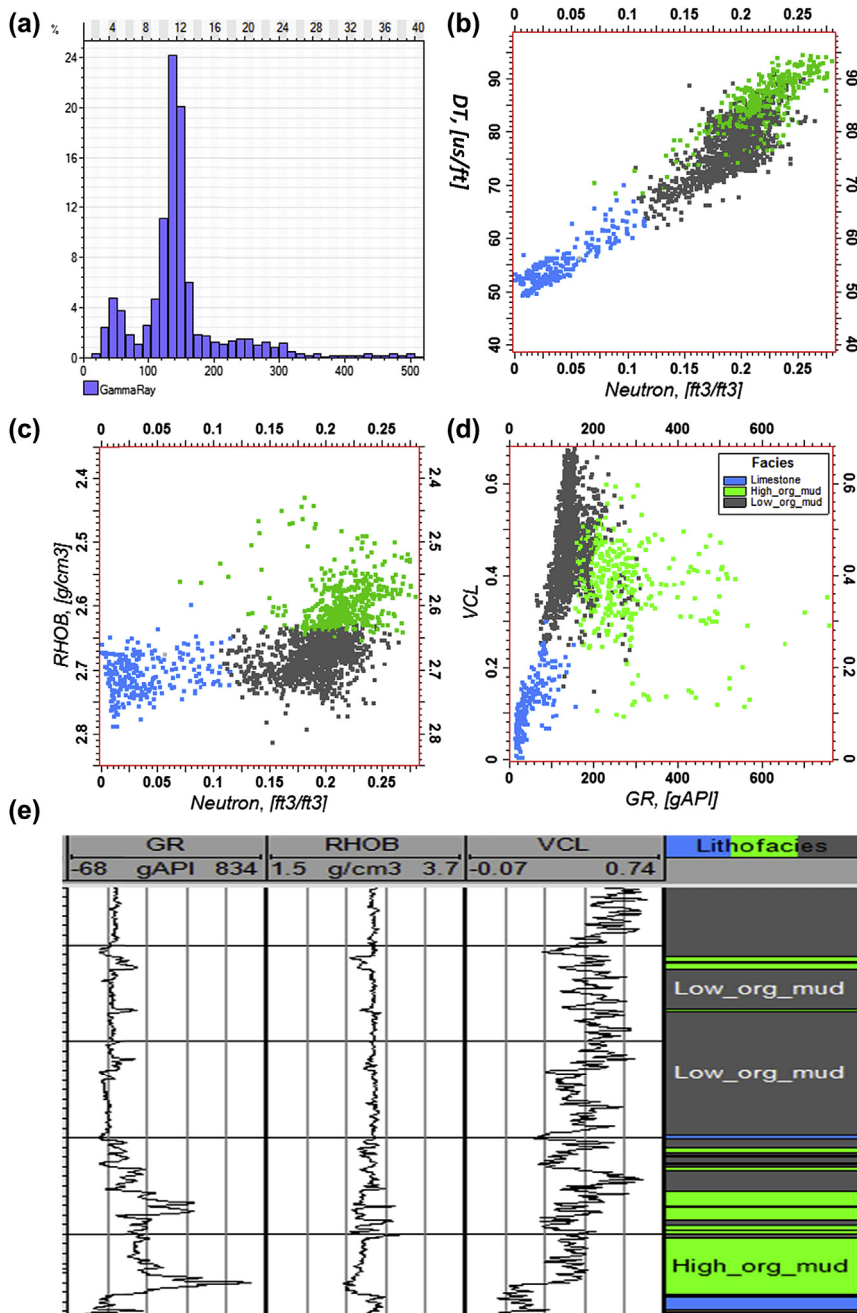 (a)
%
4 8 12 16 20 24 28 32 36 40
24
20
16
12
8
4
0
0 100 200 300 400 500
GammaRay
(b)
0 0.05 0.1 0.15 0.2 0.25
DT, [us/ft]
90
80
70
60
50
40
90
80
70
60
50
40
0 0.05 0.1 0.15 0.2 0.25
Neutron, [ft3/ft3]
(c)
0 0.05 0.1 0.15 0.2 0.25
RHOB, [g/cm3]
2.4
2.5
2.6
2.7
2.8
2.4
2.5
2.6
2.7
2.8
0 0.05 0.1 0.15 0.2 0.25
Neutron, [ft3/ft3]
(d)
0 200 400 600
VCL
0.6
0.4
0.2
0
0.6
0.4
0.2
0
Facies
Limestone
High_org_mud
Low_org_mud
0 200 400 600
GR, [gAPI]
(e)
GR RHOB VCL Lithofacies
-68 gAPI 834 1.5 g/cm3 3.7 -0.07 0.74
Low_org_mud
Low_org_mud
High_org_mud